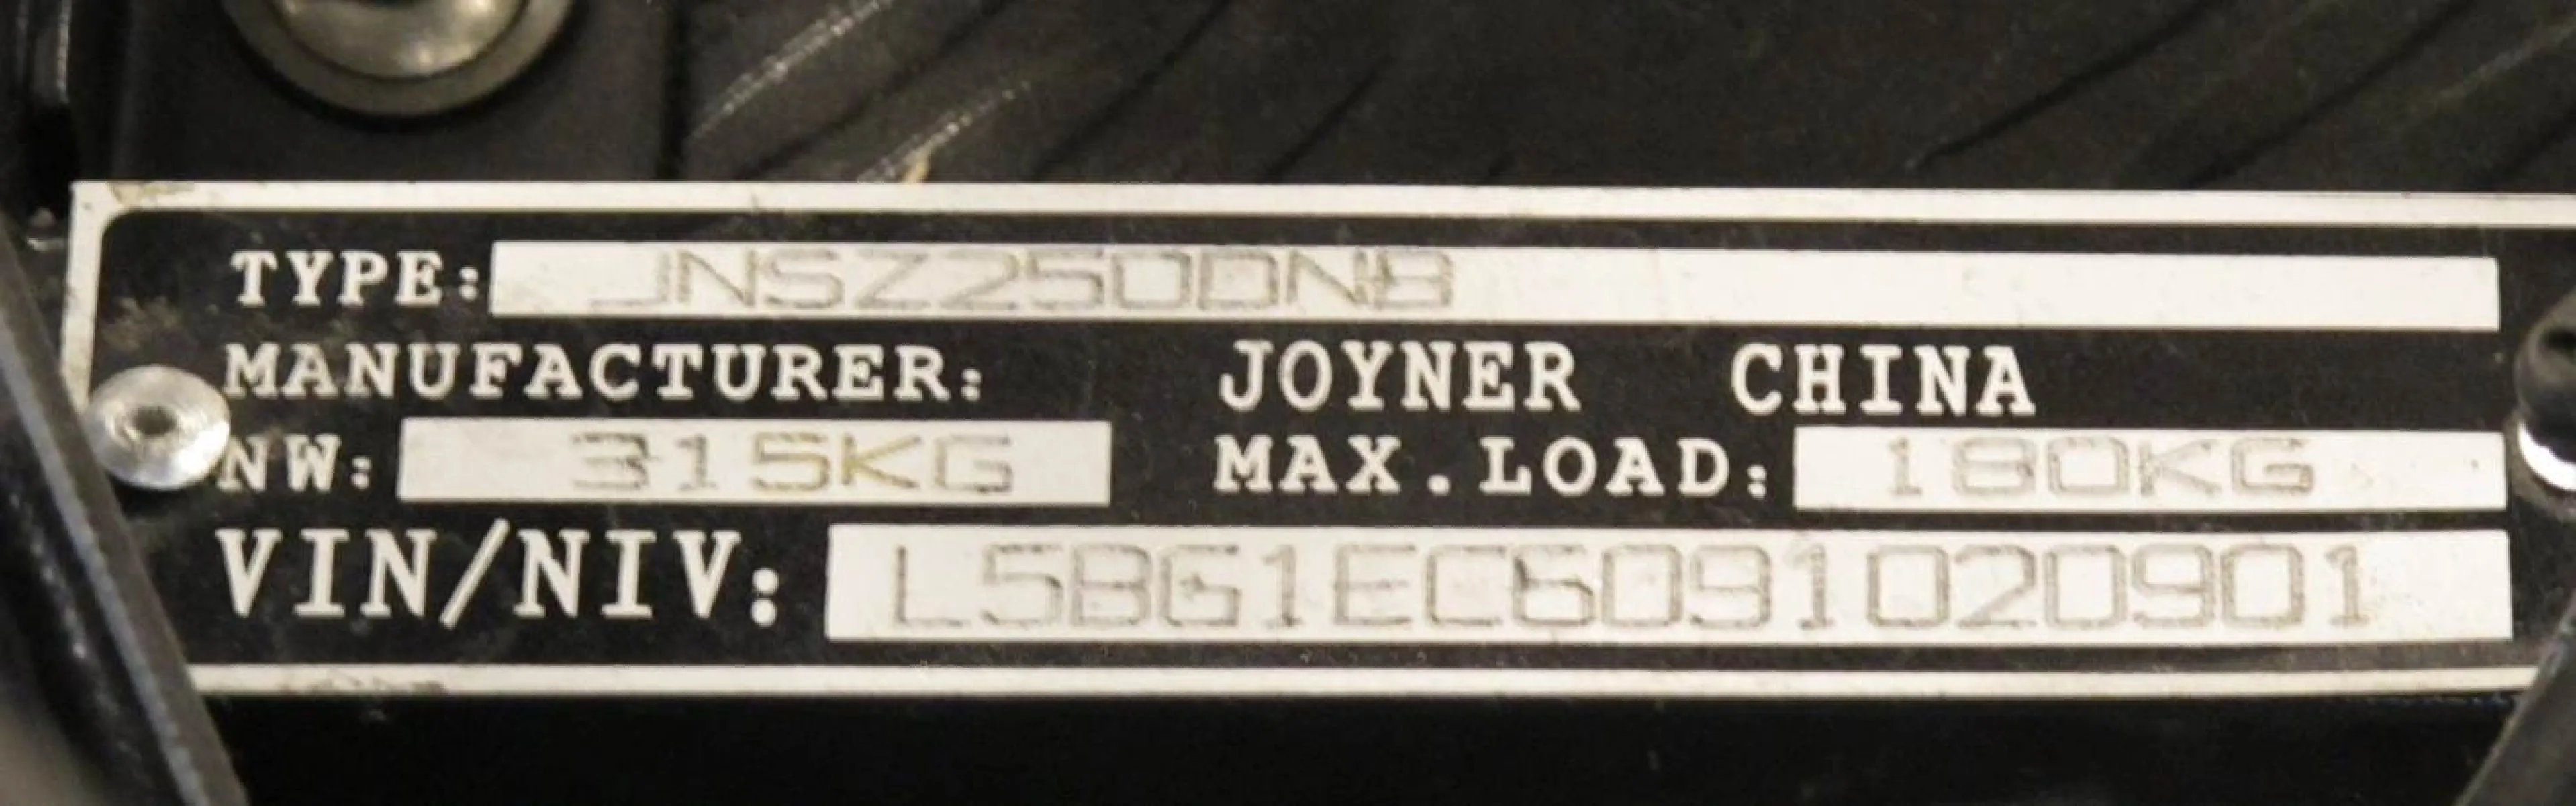 TYPE: JNSZ250DNB
MANUFACTURER: JOYNER CHINA
NW: 315KG MAX.LOAD: 180KG
VIN/NIV: L5BG1EC6091020901